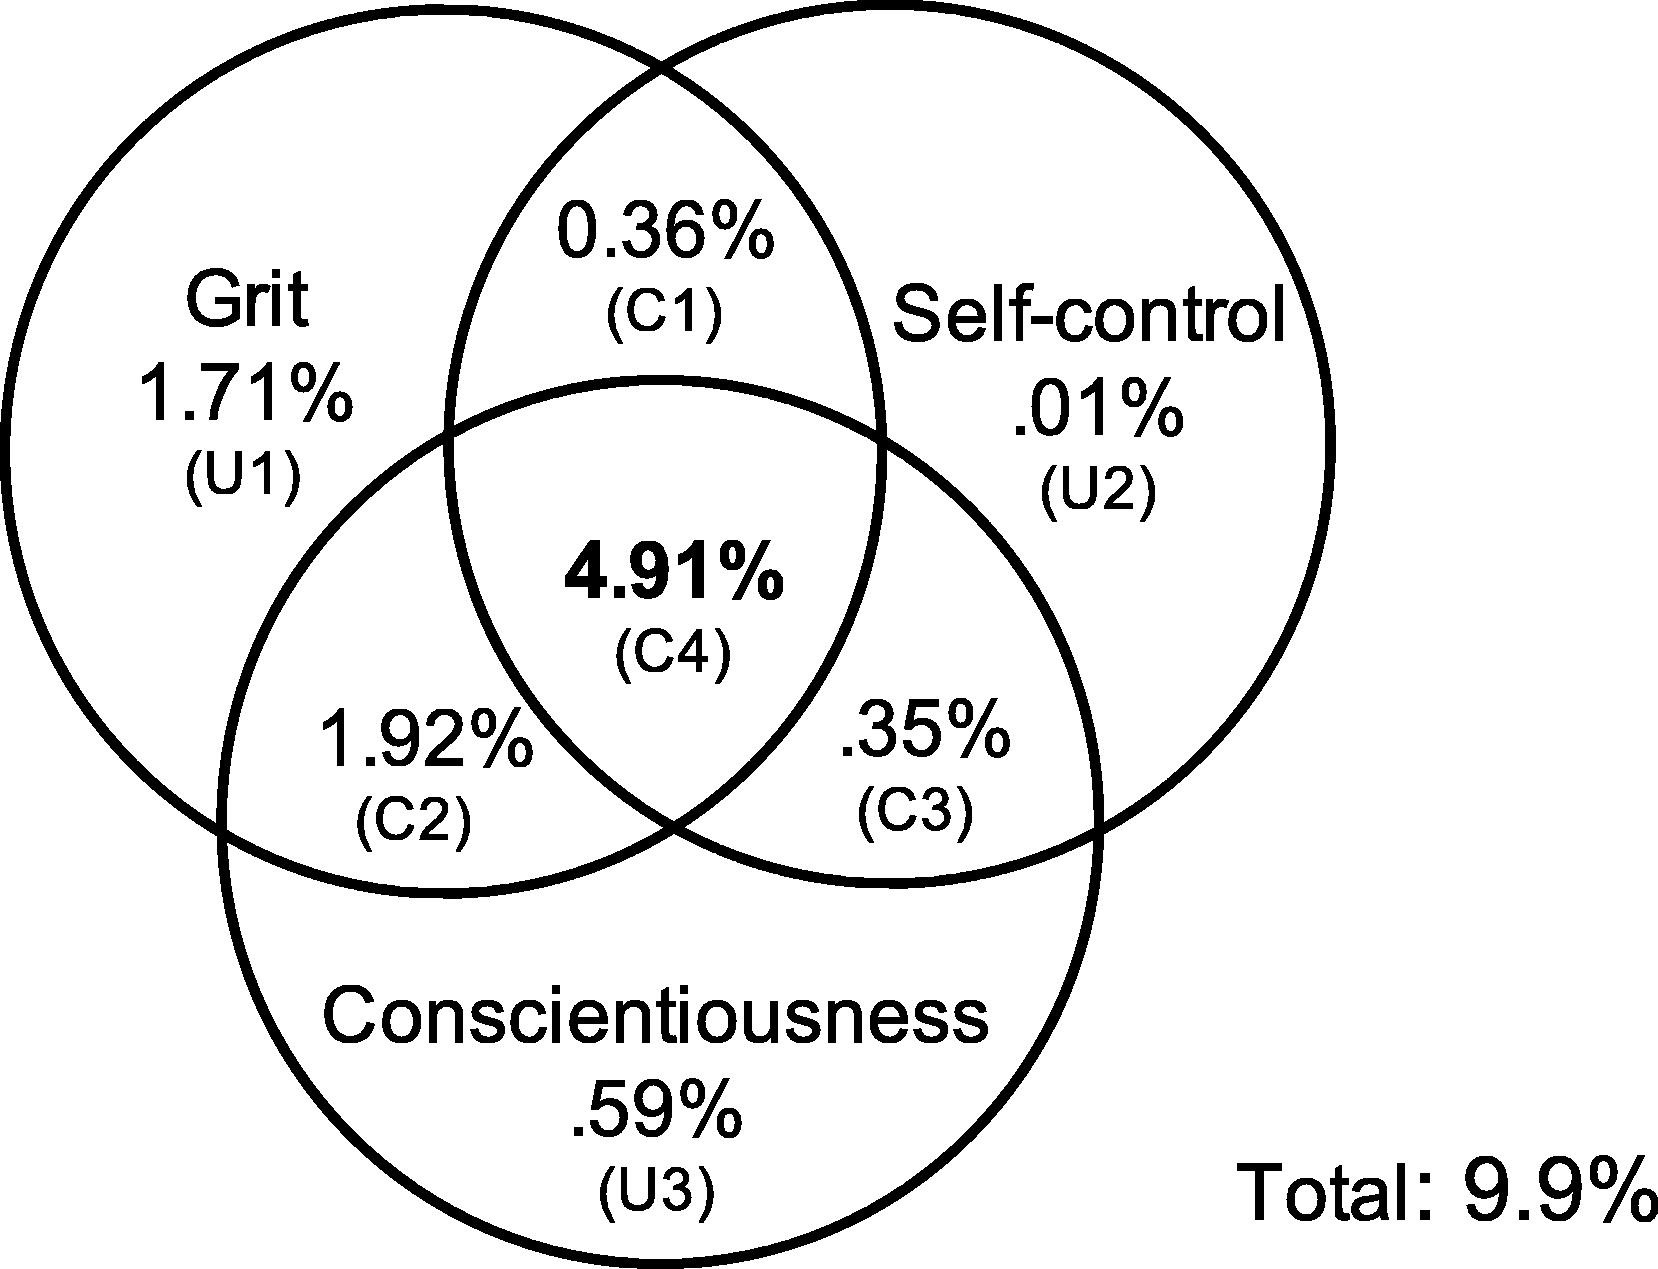 0.36%
(C1)
Grit
1.71%
(U1)
Self-control
.01%
(U2)
4.91%
(C4)
1.92%
(C2)
.35%
(C3)
Conscientiousness
.59%
(U3)
Total: 9.9%